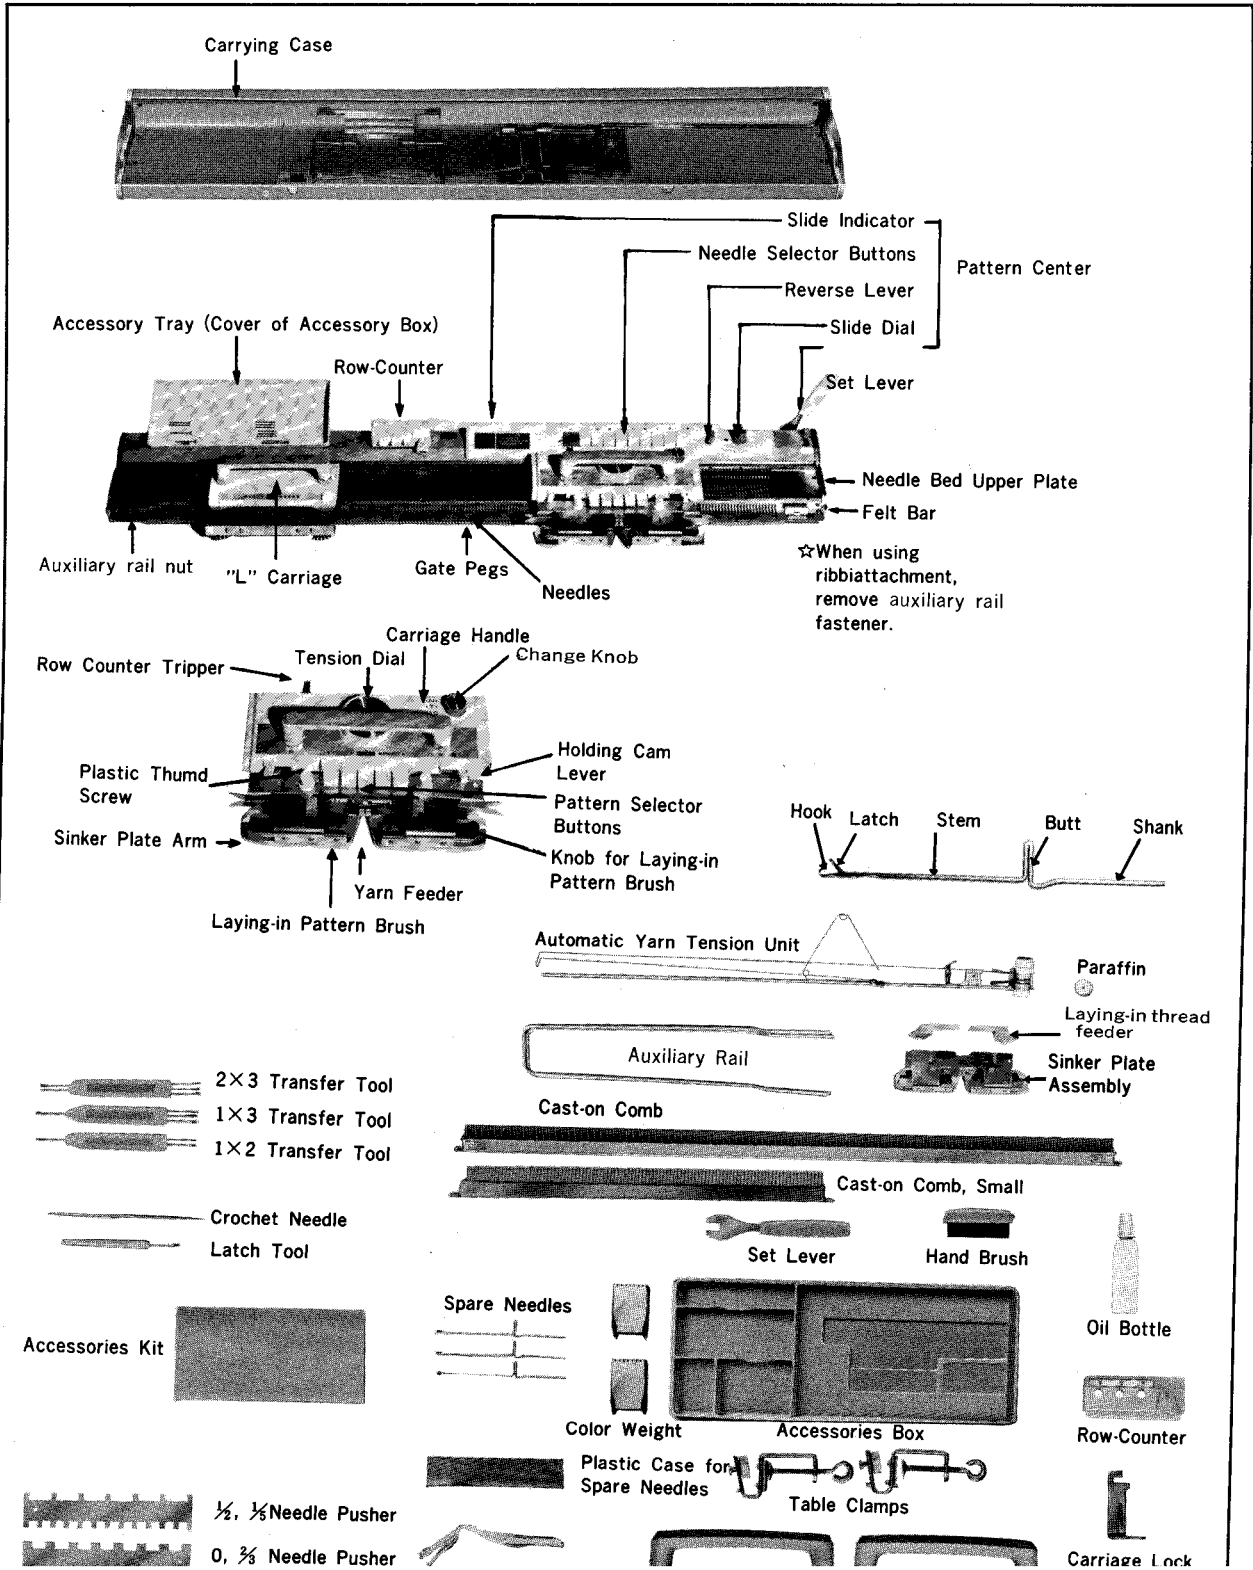 Carrying Case
Slide Indicator
Needle Selector Buttons
Pattern Center
Reverse Lever
Accessory Tray (Cover of Accessory Box)
Slide Dial
Row-Counter
Set Lever
Needle Bed Upper Plate
Felt Bar
Auxiliary rail nut
"L" Carriage
Gate Pegs
Needles
☆When using
ribbiattachment,
remove auxiliary rail
fastener.
Carriage Handle
Row Counter Tripper
Tension Dial
Change Knob
Plastic Thumd
Screw
Holding Cam
Lever
Pattern Selector
Buttons
Sinker Plate Arm
Knob for Laying-in
Pattern Brush
Yarn Feeder
Laying-in Pattern Brush
Hook
Latch
Stem
Butt
Shank
Automatic Yarn Tension Unit
Paraffin
Laying-in thread
feeder
Auxiliary Rail
Sinker Plate
Assembly
2×3 Transfer Tool
1×3 Transfer Tool
1×2 Transfer Tool
Cast-on Comb
Cast-on Comb, Small
Crochet Needle
Latch Tool
Set Lever
Hand Brush
Oil Bottle
Accessories Kit
Spare Needles
Color Weight
Accessories Box
Row-Counter
Plastic Case for
Spare Needles
Table Clamps
½, ⅕ Needle Pusher
0, ⅔ Needle Pusher
Carriage Lock